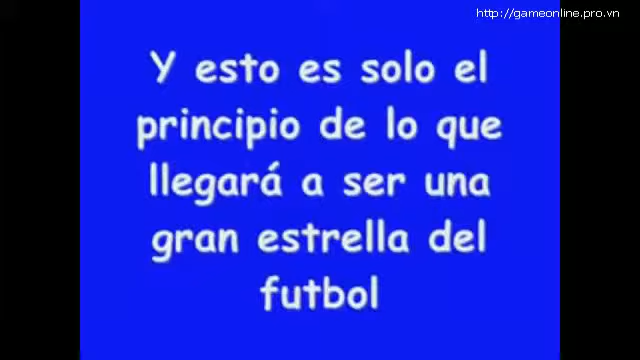 http://gameonline.pro.vn
Y esto es solo el
principio de lo que
llegará a ser una
gran estrella del
futbol